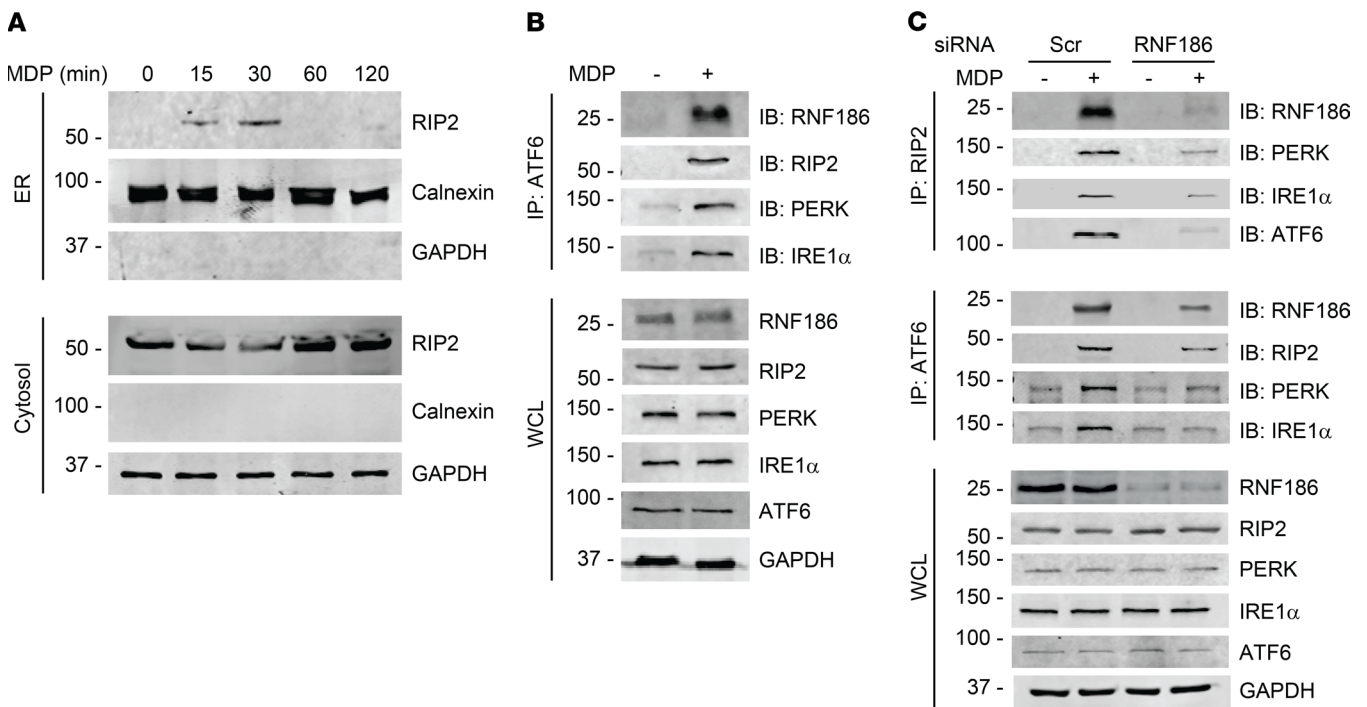 A
MDP (min) 0 15 30 60 120
ER
50 - RIP2
100 - Calnexin
37 - GAPDH
Cytosol
50 - RIP2
100 - Calnexin
37 - GAPDH
B
MDP - +
IP: ATF6
25 - IB: RNF186
50 - IB: RIP2
150 - IB: PERK
150 - IB: IRE1α
WCL
25 - RNF186
50 - RIP2
150 - PERK
150 - IRE1α
100 - ATF6
37 - GAPDH
C
siRNA Scr RNF186
MDP - + - +
IP: RIP2
25 - IB: RNF186
150 - IB: PERK
150 - IB: IRE1α
100 - IB: ATF6
IP: ATF6
25 - IB: RNF186
50 - IB: RIP2
150 - IB: PERK
150 - IB: IRE1α
WCL
25 - RNF186
50 - RIP2
150 - PERK
150 - IRE1α
100 - ATF6
37 - GAPDH